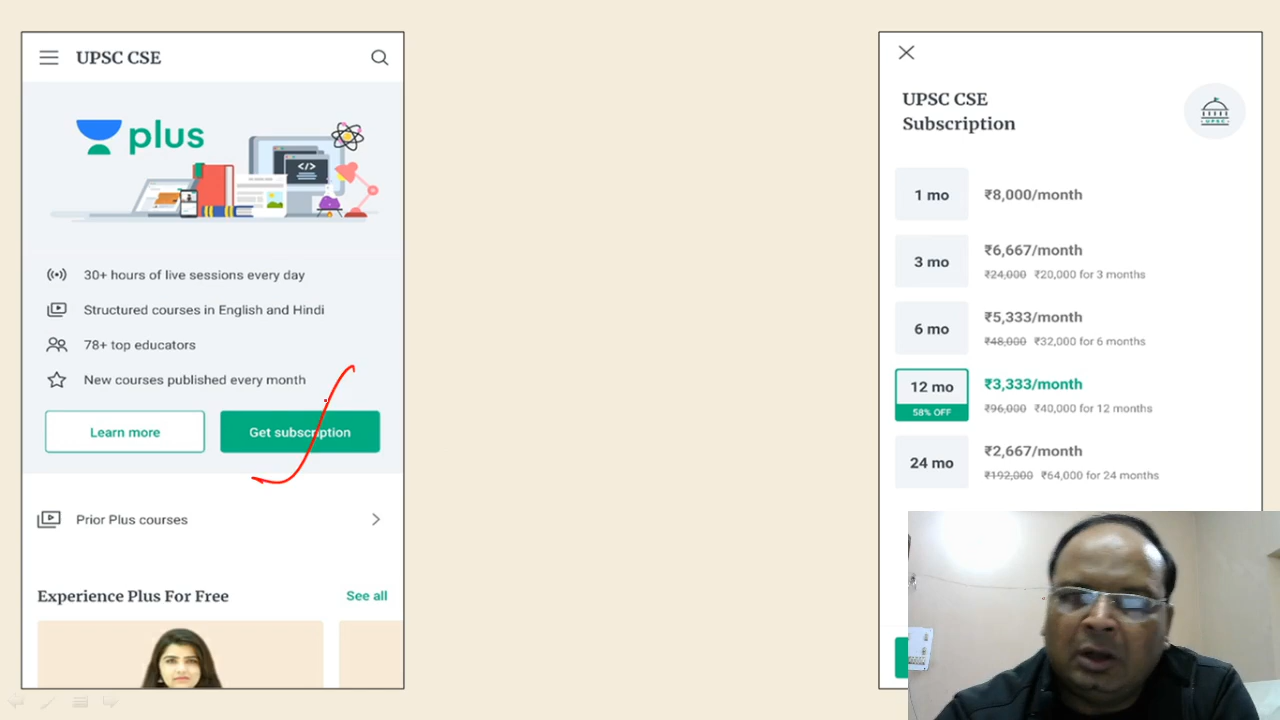 UPSC CSE
plus
30+ hours of live sessions every day
Structured courses in English and Hindi
78+ top educators
New courses published every month
Learn more
Get subscription
Prior Plus courses
Experience Plus For Free
See all
UPSC CSE
Subscription
UPSC
1 mo
₹8,000/month
3 mo
₹6,667/month
₹24,000 ₹20,000 for 3 months
6 mo
₹5,333/month
₹48,000 ₹32,000 for 6 months
12 mo
58% OFF
₹3,333/month
₹96,000 ₹40,000 for 12 months
24 mo
₹2,667/month
₹192,000 ₹64,000 for 24 months